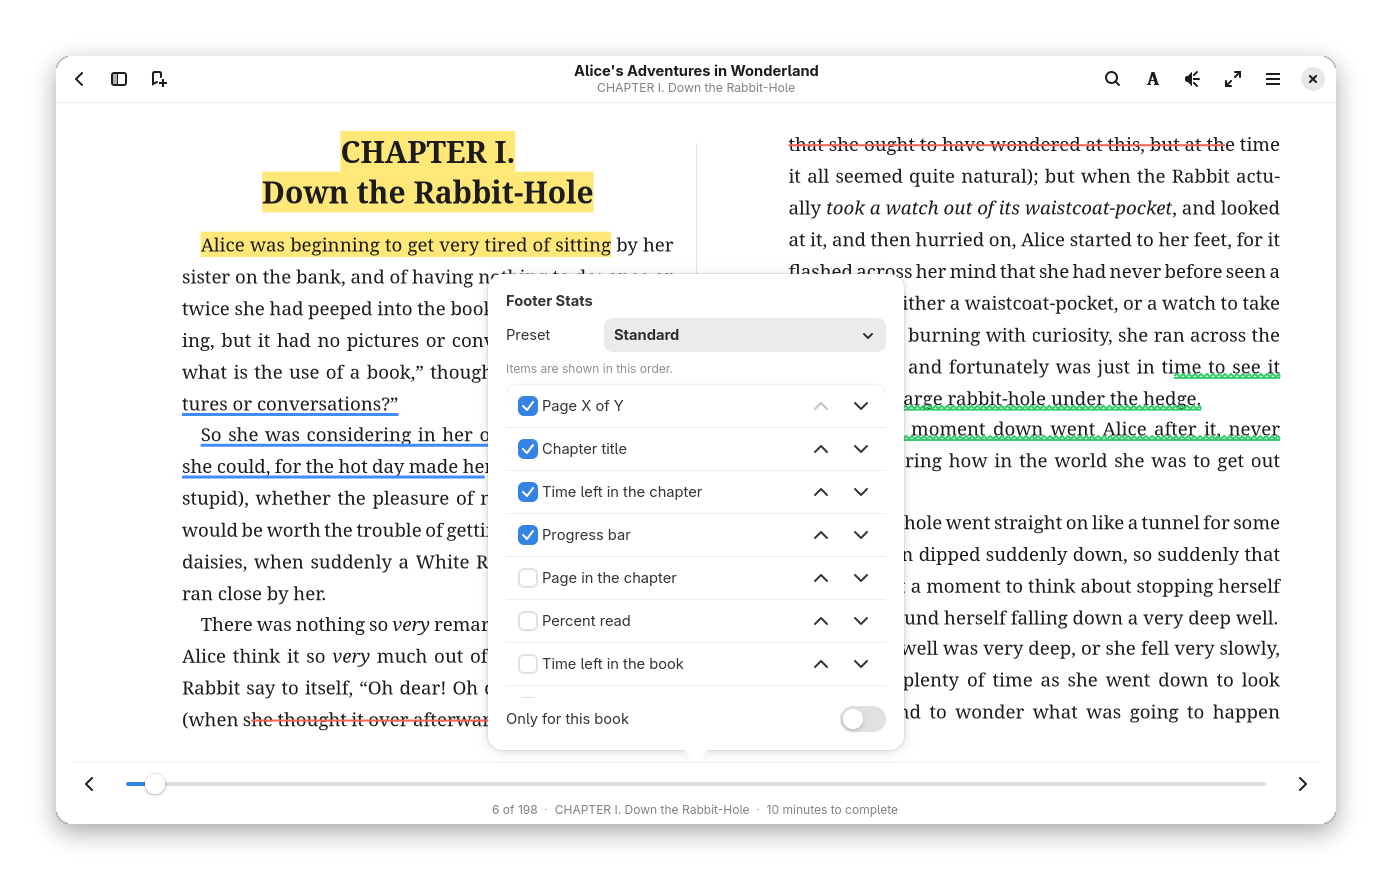 Alice's Adventures in Wonderland
CHAPTER I. Down the Rabbit-Hole
A
CHAPTER I.
Down the Rabbit-Hole
Alice was beginning to get very tired of sitting by her
sister on the bank, and of having nothing to do: once or
twice she had peeped into the book
ing, but it had no pictures or conv
what is the use of a book,” though
tures or conversations?”
So she was considering in her o
she could, for the hot day made her
stupid), whether the pleasure of m
would be worth the trouble of getti
daisies, when suddenly a White R
ran close by her.
There was nothing so very remar
Alice think it so very much out of
Rabbit say to itself, “Oh dear! Oh d
(when she thought it over afterwar
that she ought to have wondered at this, but at the time
it all seemed quite natural); but when the Rabbit actu-
ally took a watch out of its waistcoat-pocket, and looked
at it, and then hurried on, Alice started to her feet, for it
flashed across her mind that she had never before seen a
ither a waistcoat-pocket, or a watch to take
burning with curiosity, she ran across the
and fortunately was just in time to see it
arge rabbit-hole under the hedge.
moment down went Alice after it, never
ring how in the world she was to get out
hole went straight on like a tunnel for some
n dipped suddenly down, so suddenly that
a moment to think about stopping herself
und herself falling down a very deep well.
well was very deep, or she fell very slowly,
plenty of time as she went down to look
nd to wonder what was going to happen
Footer Stats
Preset
Standard
Items are shown in this order.
Page X of Y
Chapter title
Time left in the chapter
Progress bar
Page in the chapter
Percent read
Time left in the book
Only for this book
6 of 198 · CHAPTER I. Down the Rabbit-Hole · 10 minutes to complete